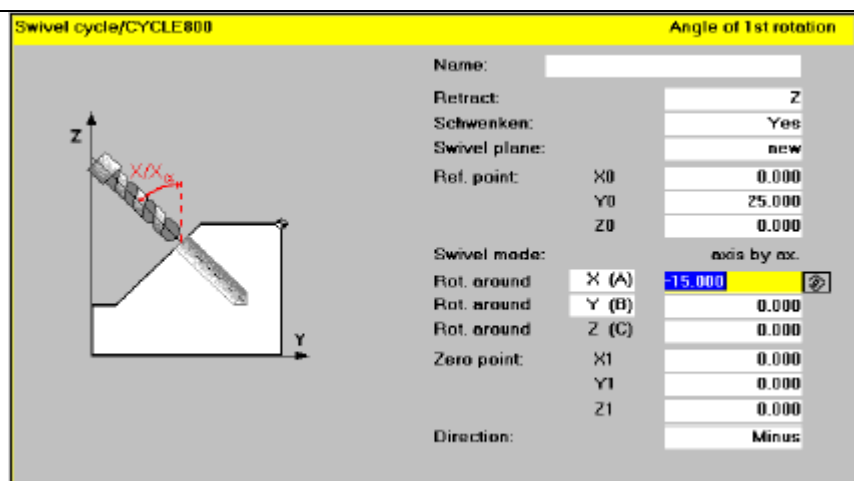 Swivel cycle/CYCLE800 Angle of 1st rotation
Name:
Retract: Z
Schwenken: Yes
Swivel plane: new
Ref. point: X0 0.000
Y0 25.000
Z0 0.000
Swivel mode: axis by ax.
Rot. around X (A) -15.000
Rot. around Y (B) 0.000
Rot. around Z (C) 0.000
Zero point: X1 0.000
Y1 0.000
Z1 0.000
Direction: Minus
Z
Y